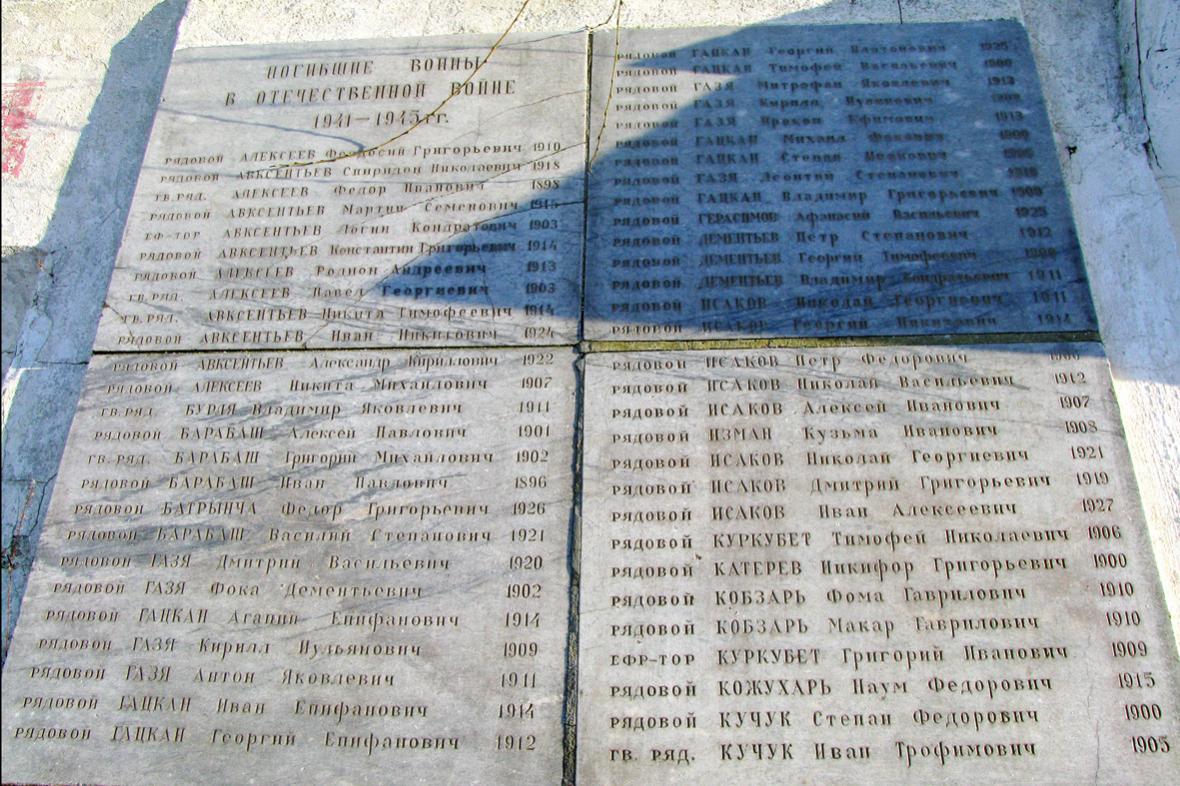 ПОГИБШИЕ ВОИНЫ
В ОТЕЧЕСТВЕННОЙ ВОЙНЕ
1941—1945 гг.
РЯДОВОЙ АЛЕКСЕЕВ Феодосий Григорьевич 1910
РЯДОВОЙ АВКСЕНТЬЕВ Спиридон Николаевич 1918
ГВ.РЯД. АЛЕКСЕЕВ Федор Иванович 1898
РЯДОВОЙ АВКСЕНТЬЕВ Мартин Семенович 1915
ЕФ-ТОР АВКСЕНТЬЕВ Логин Кондратович 1903
РЯДОВОЙ АВКСЕНТЬЕВ Константин Григорьевич 1914
РЯДОВОЙ АЛЕКСЕЕВ Родион Андреевич 1913
ГВ.РЯД. АЛЕКСЕЕВ Павел Георгиевич 1903
ГВ.РЯД. АВКСЕНТЬЕВ Никита Тимофеевич 1914
РЯДОВОЙ АВКСЕНТЬЕВ Иван Никитович 1924
РЯДОВОЙ АВКСЕНТЬЕВ Александр Кириллович 1922
РЯДОВОЙ АЛЕКСЕЕВ Никита Михайлович 1907
ГВ.РЯД. БУРЛЯ Владимир Яковлевич 1911
РЯДОВОЙ БАРАБАШ Алексей Павлович 1901
ГВ.РЯД. БАРАБАШ Григорий Михайлович 1902
РЯДОВОЙ БАРАБАШ Иван Павлович 1896
РЯДОВОЙ БАТРЫНЧА Федор Григорьевич 1926
РЯДОВОЙ БАРАБАШ Василий Степанович 1921
РЯДОВОЙ ГАЗЯ Дмитрий Васильевич 1920
РЯДОВОЙ ГАЗЯ Фока Дементьевич 1902
РЯДОВОЙ ГАЦКАН Агапий Епифанович 1914
РЯДОВОЙ ГАЗЯ Кирилл Иульянович 1909
РЯДОВОЙ ГАЗЯ Антон Яковлевич 1911
РЯДОВОЙ ГАЦКАН Иван Епифанович 1914
РЯДОВОЙ ГАЦКАН Георгий Епифанович 1912
РЯДОВОЙ ГАЦКАН Георгий Платонович 1925
РЯДОВОЙ ГАЦКАН Тимофей Васильевич
РЯДОВОЙ ГАЗЯ Митрофан Яковлевич 1912
РЯДОВОЙ ГАЗЯ Кирилл
РЯДОВОЙ ГАЗЯ Ефимович 1913
РЯДОВОЙ ГАЦКАН Михаил
РЯДОВОЙ ГАЦКАН Степан Иванович
РЯДОВОЙ ГАЗЯ Леонтий Степанович
РЯДОВОЙ ГАЦКАН Владимир Григорьевич 1909
РЯДОВОЙ ГЕРАСИМОВ Афанасий Васильевич 1925
РЯДОВОЙ ДЕМЕНТЬЕВ Петр Степанович 1912
РЯДОВОЙ ДЕМЕНТЬЕВ Георгий Тимофеевич
РЯДОВОЙ ДЕМЕНТЬЕВ Владимир Кондратьевич 1911
РЯДОВОЙ ИСАКОВ Николай Георгиевич 1911
РЯДОВОЙ ИСАКОВ Георгий Никитович 1914
РЯДОВОЙ ИСАКОВ Петр Федорович
РЯДОВОЙ ИСАКОВ Николай Васильевич 1912
РЯДОВОЙ ИСАКОВ Алексей Иванович 1907
РЯДОВОЙ ИЗМАН Кузьма Иванович 1908
РЯДОВОЙ ИСАКОВ Николай Георгиевич 1921
РЯДОВОЙ ИСАКОВ Дмитрий Григорьевич 1919
РЯДОВОЙ ИСАКОВ Иван Алексеевич 1927
РЯДОВОЙ КУРКУБЕТ Тимофей Николаевич 1906
РЯДОВОЙ КАТЕРЕВ Никифор Григорьевич 1900
РЯДОВОЙ КОБЗАРЬ Фома Гаврилович 1910
РЯДОВОЙ КОБЗАРЬ Макар Гаврилович 1910
ЕФР-ТОР КУРКУБЕТ Григорий Иванович 1909
РЯДОВОЙ КОЖУХАРЬ Наум Федорович 1915
РЯДОВОЙ КУЧУК Степан Федорович 1900
ГВ. РЯД. КУЧУК Иван Трофимович 1905